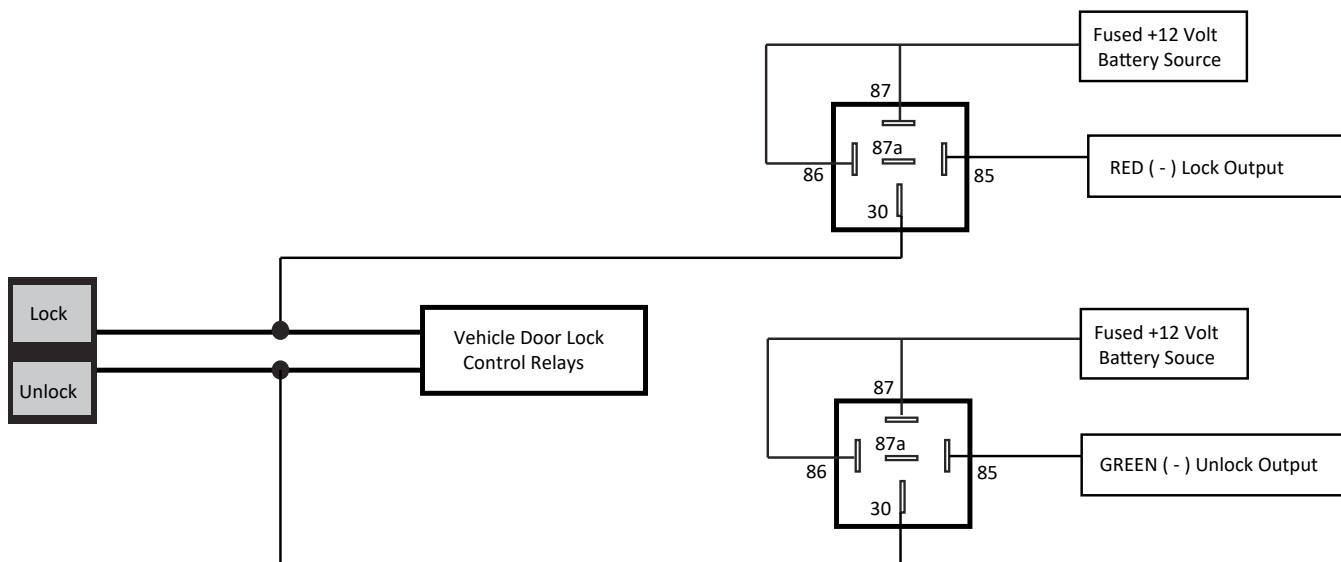 Fused +12 Volt
Battery Source
87
87a
86
85
RED ( - ) Lock Output
30
Lock
Unlock
Vehicle Door Lock
Control Relays
Fused +12 Volt
Battery Souce
87
87a
86
85
GREEN ( - ) Unlock Output
30